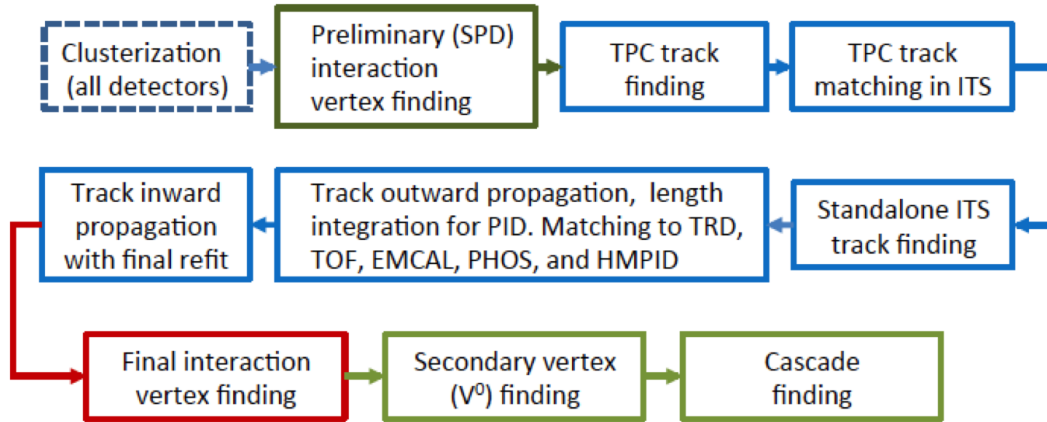 Clusterization
(all detectors)
Preliminary (SPD)
interaction
vertex finding
TPC track
finding
TPC track
matching in ITS
Track inward
propagation
with final refit
Track outward propagation, length
integration for PID. Matching to TRD,
TOF, EMCAL, PHOS, and HMPID
Standalone ITS
track finding
Final interaction
vertex finding
Secondary vertex
(V⁰) finding
Cascade
finding